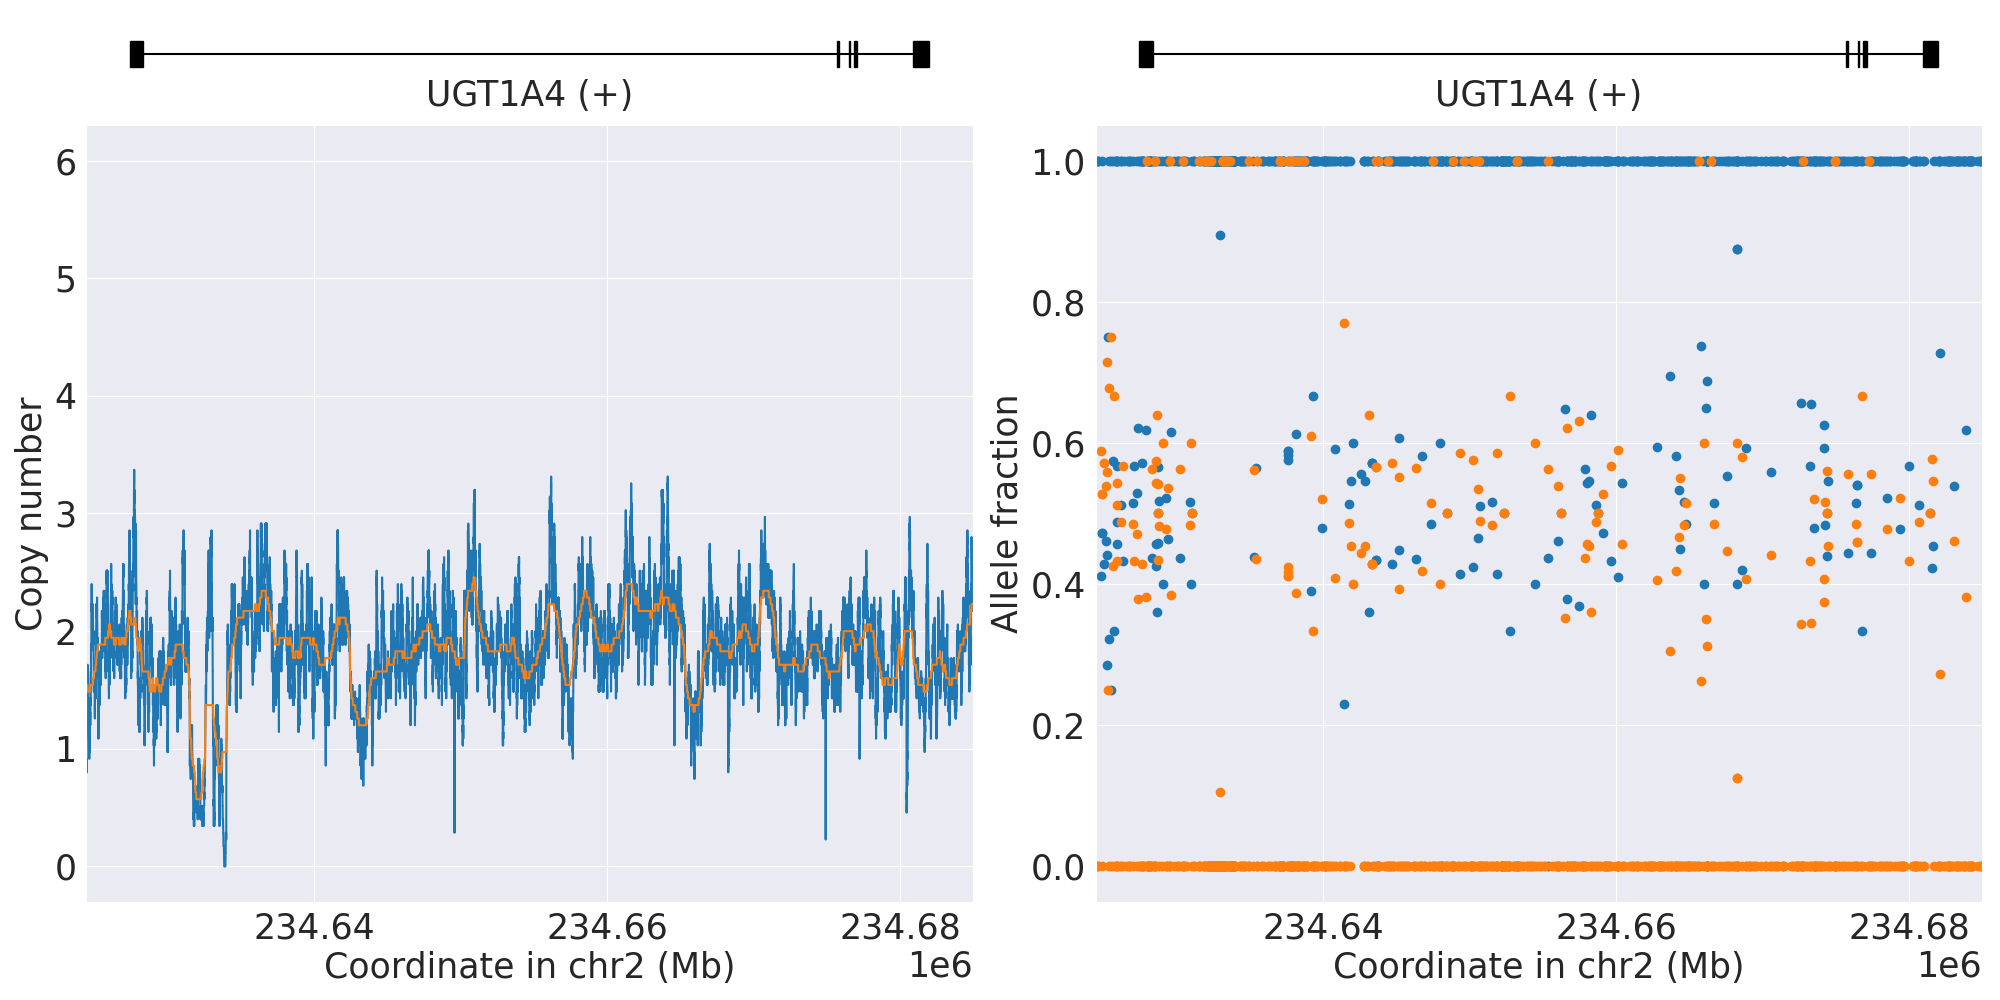 UGT1A4 (+)
Copy number
6
5
4
3
2
1
0
234.64 234.66 234.68
1e6
Coordinate in chr2 (Mb)
UGT1A4 (+)
Allele fraction
1.0
0.8
0.6
0.4
0.2
0.0
234.64 234.66 234.68
1e6
Coordinate in chr2 (Mb)